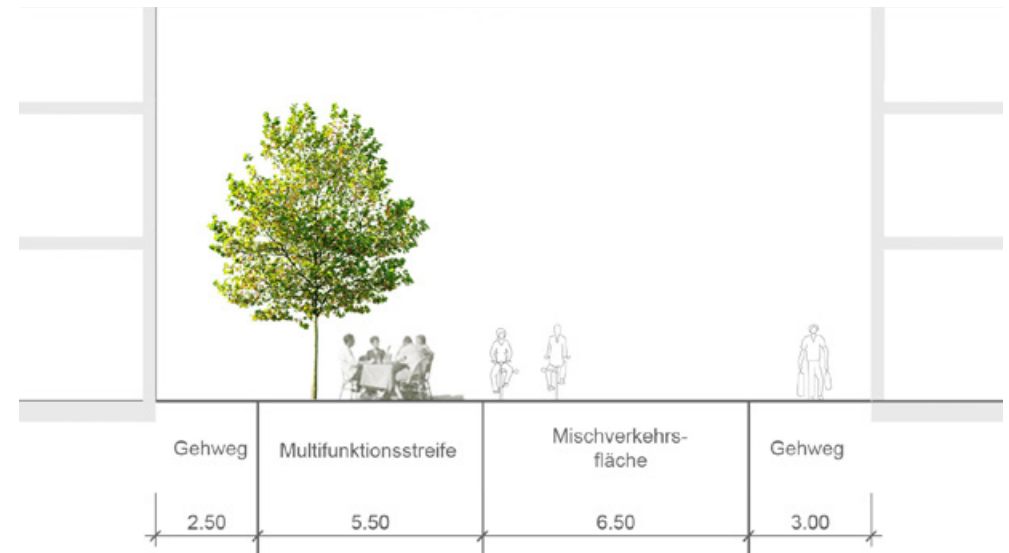 Gehweg
Multifunktionsstreife
Mischverkehrs-
fläche
Gehweg
2.50
5.50
6.50
3.00